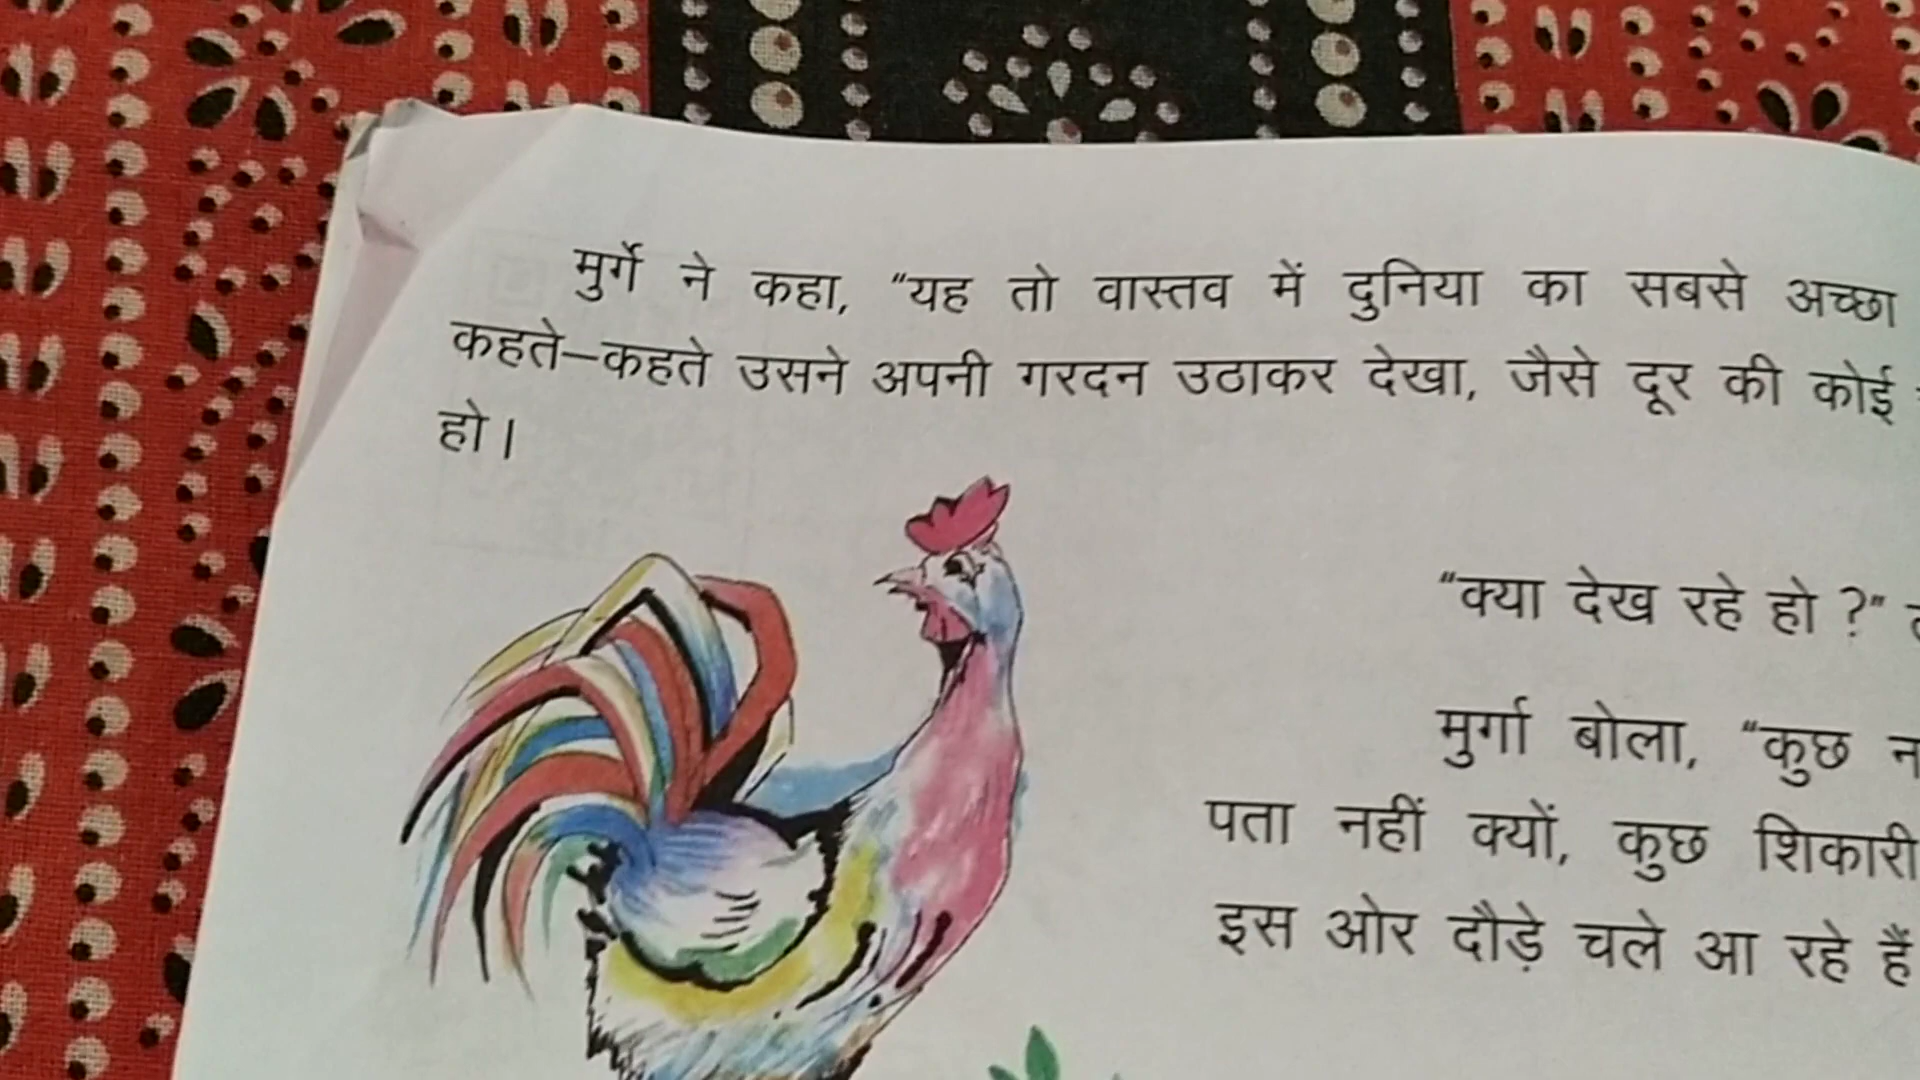 मुर्गे ने कहा, “यह तो वास्तव में दुनिया का सबसे अच्छा
कहते–कहते उसने अपनी गरदन उठाकर देखा, जैसे दूर की कोई
हो।
“क्या देख रहे हो ?”
मुर्गा बोला, “कुछ
पता नहीं क्यों, कुछ शिकारी
इस ओर दौड़े चले आ रहे हैं